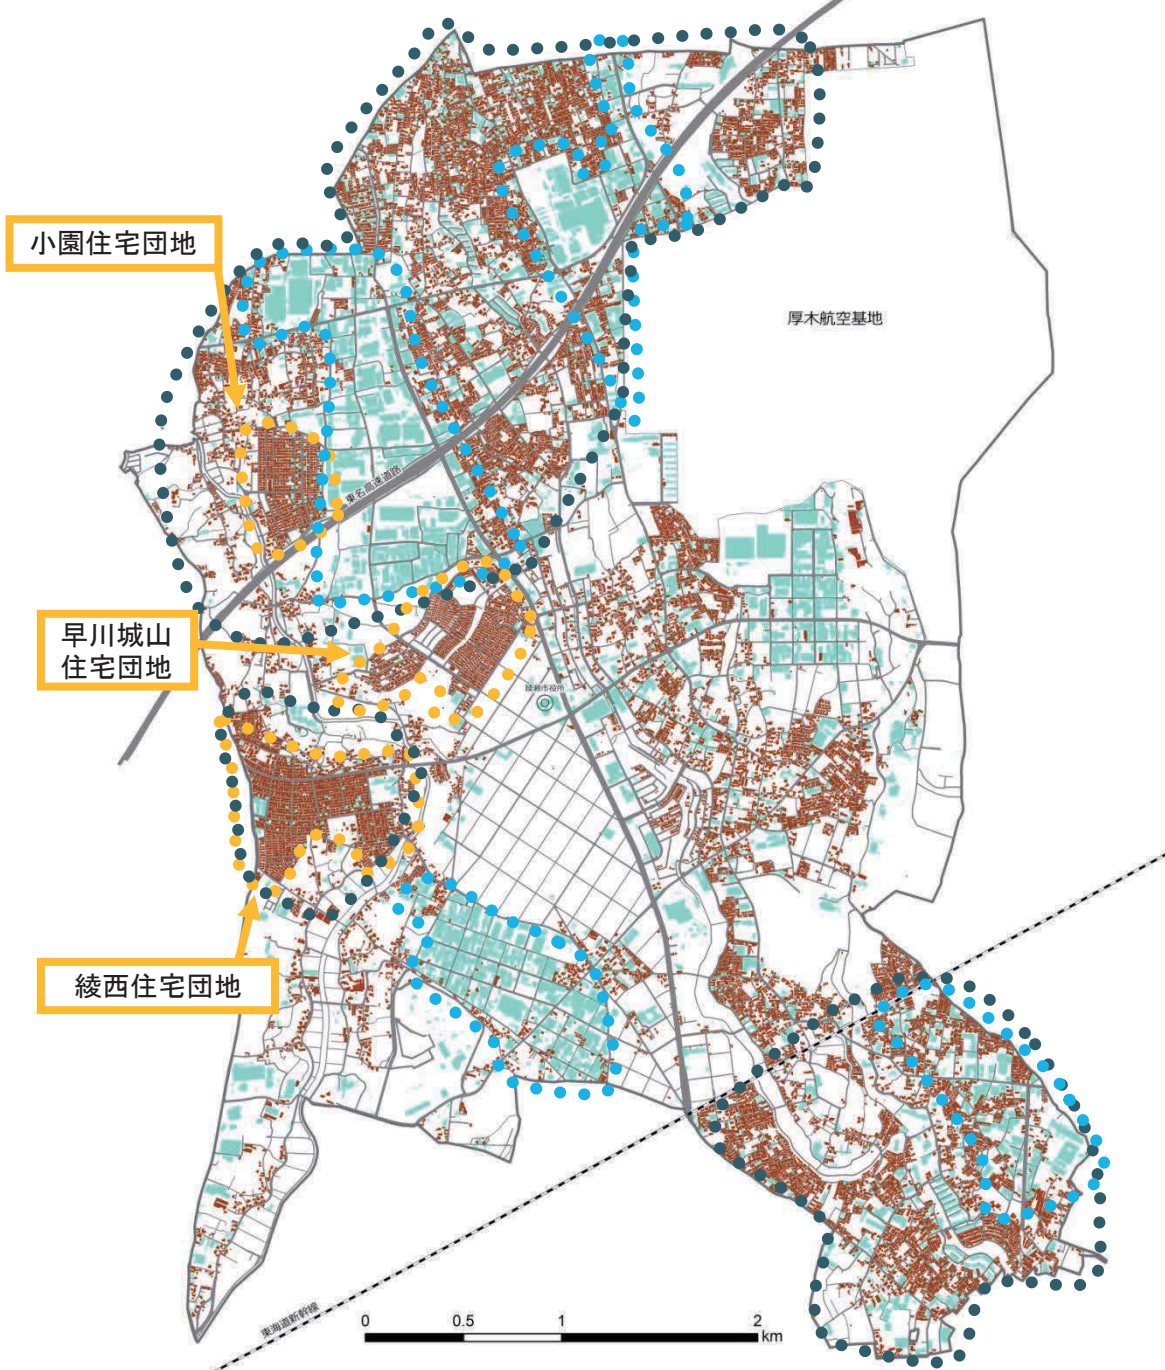 小園住宅団地
厚木航空基地
東名高速道路
早川城山
住宅団地
綾瀬市役所
綾西住宅団地
東海道新幹線
0 0.5 1 2
km